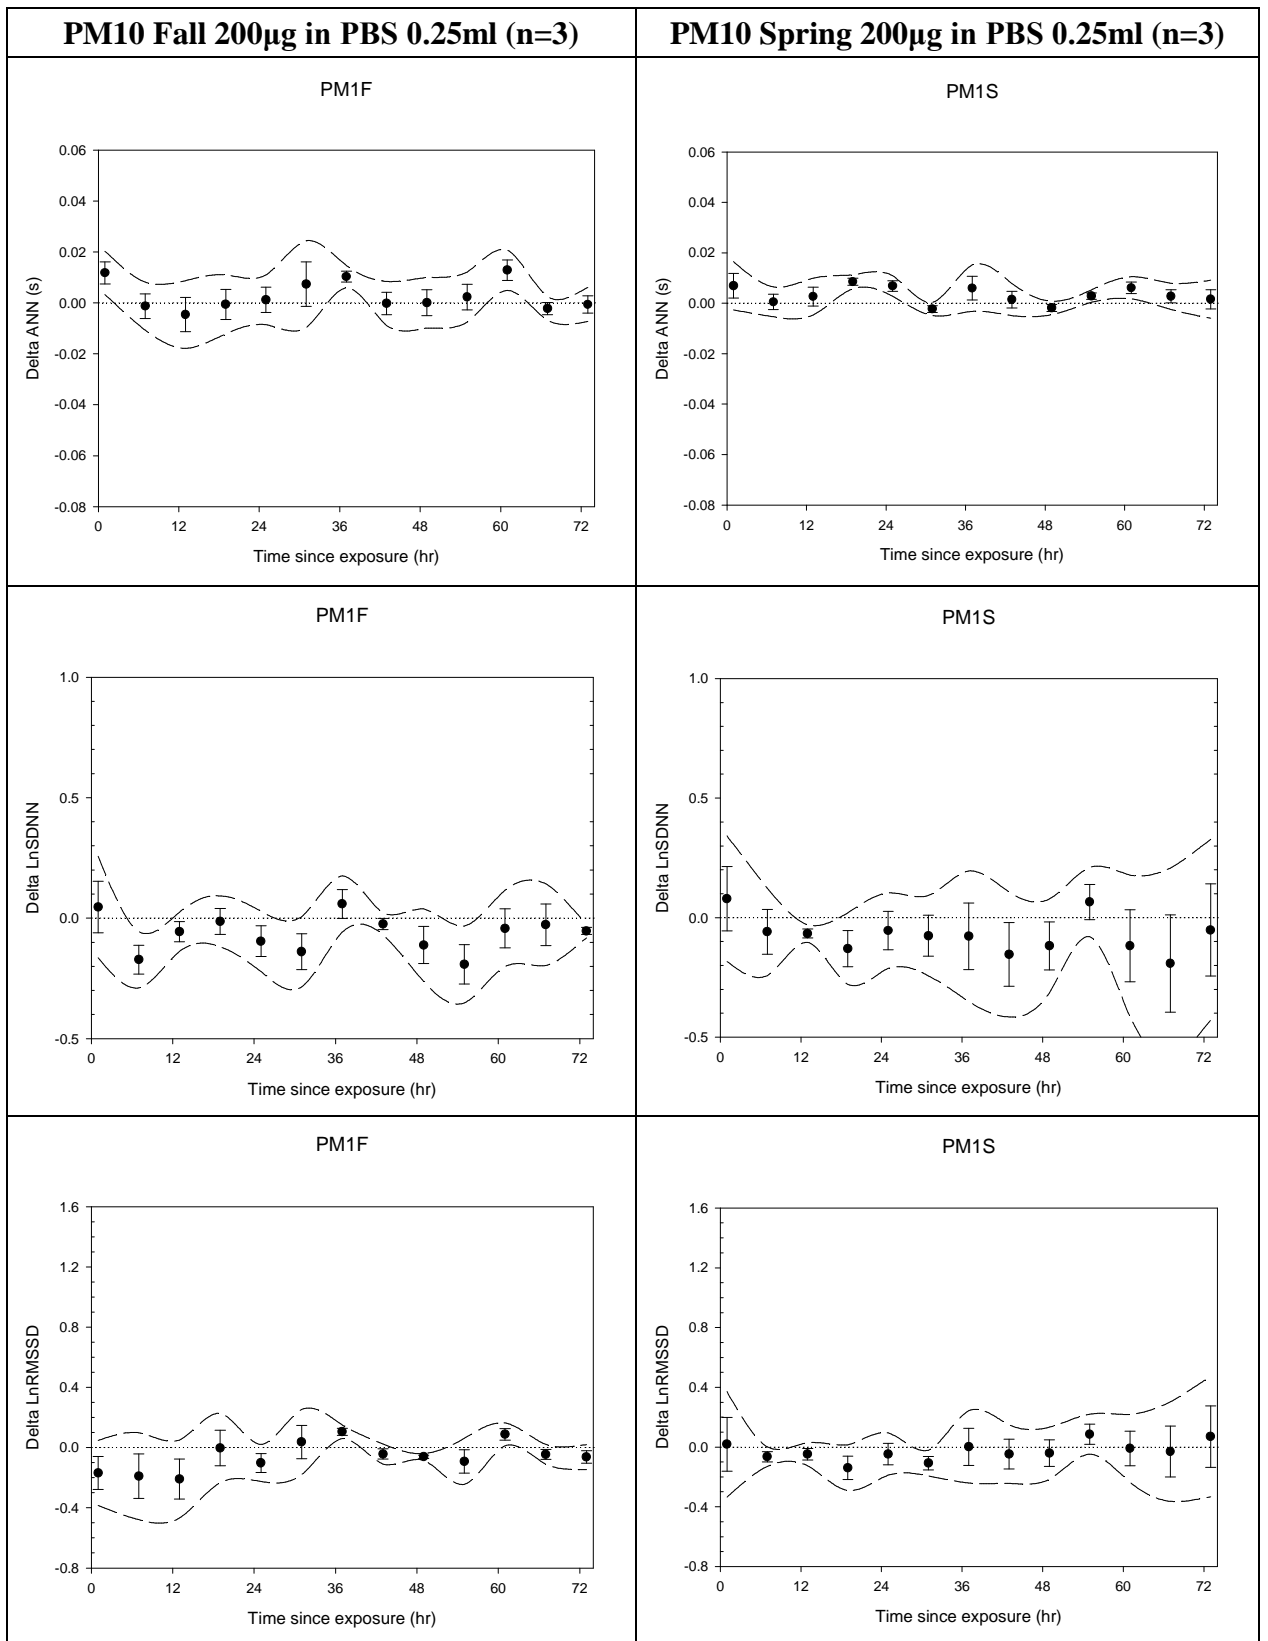 PM10 Fall 200μg in PBS 0.25ml (n=3)
PM10 Spring 200μg in PBS 0.25ml (n=3)
PM1F
0.06
0.04
0.02
0.00
-0.02
-0.04
-0.06
-0.08
Delta ANN (s)
0 12 24 36 48 60 72
Time since exposure (hr)
PM1S
0.06
0.04
0.02
0.00
-0.02
-0.04
-0.06
-0.08
Delta ANN (s)
0 12 24 36 48 60 72
Time since exposure (hr)
PM1F
1.0
0.5
0.0
-0.5
Delta LnSDNN
0 12 24 36 48 60 72
Time since exposure (hr)
PM1S
1.0
0.5
0.0
-0.5
Delta LnSDNN
0 12 24 36 48 60 72
Time since exposure (hr)
PM1F
1.6
1.2
0.8
0.4
0.0
-0.4
-0.8
Delta LnRMSSD
0 12 24 36 48 60 72
Time since exposure (hr)
PM1S
1.6
1.2
0.8
0.4
0.0
-0.4
-0.8
Delta LnRMSSD
0 12 24 36 48 60 72
Time since exposure (hr)